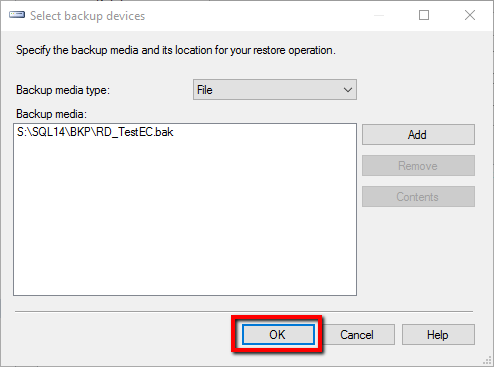 Select backup devices
Specify the backup media and its location for your restore operation.
Backup media type: File
Backup media:
S:\SQL14\BKP\RD_TestEC.bak
Add
Remove
Contents
OK Cancel Help